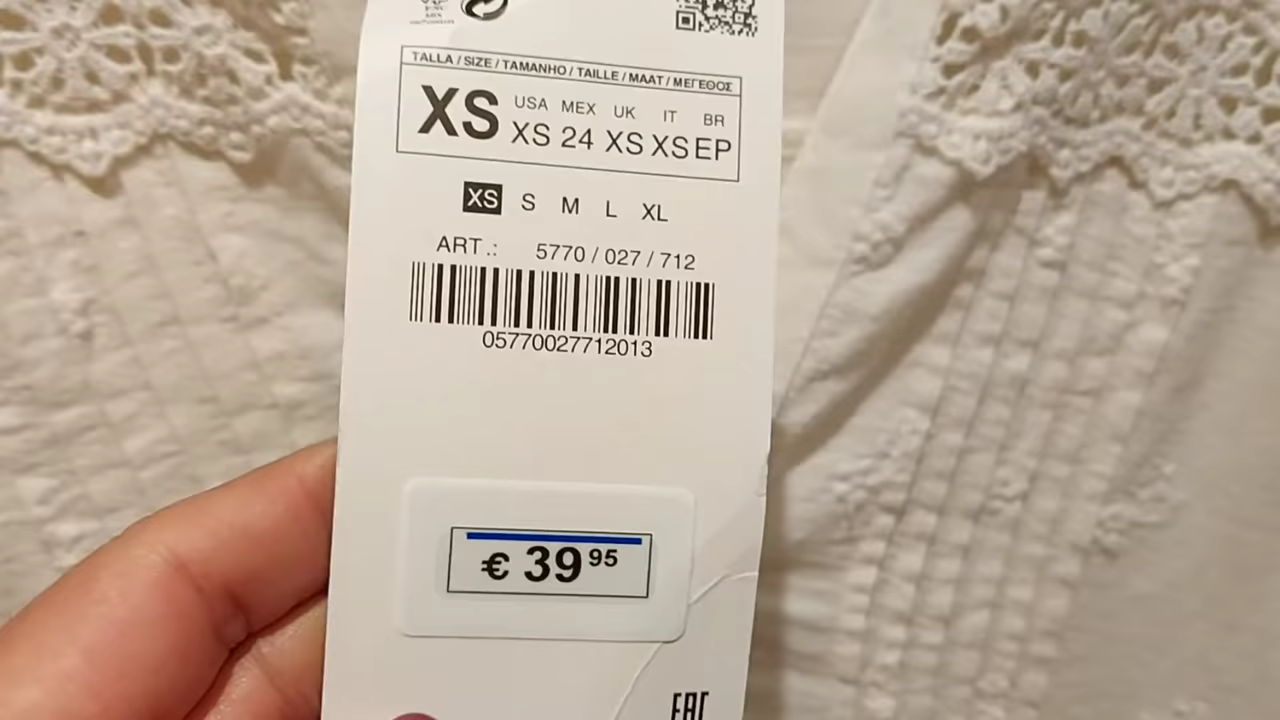 TALLA / SIZE / TAMANHO / TAILLE / MAAT / ΜΕΓΕΘΟΣ
XS USA MEX UK IT BR
XS 24 XS XS EP
XS S M L XL
ART.: 5770 / 027 / 712
05770027712013
€ 39 95
EAC